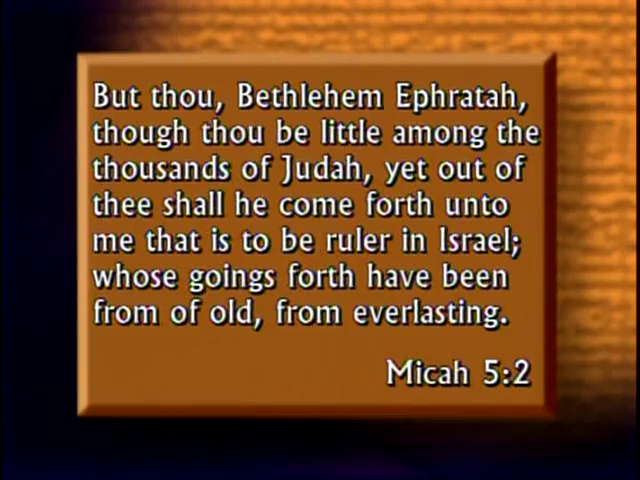 But thou, Bethlehem Ephratah,
though thou be little among the
thousands of Judah, yet out of
thee shall he come forth unto
me that is to be ruler in Israel;
whose goings forth have been
from of old, from everlasting.
Micah 5:2